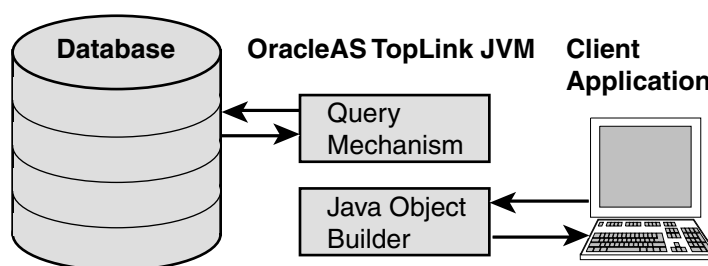 Database
OracleAS TopLink JVM
Client
Application
Query
Mechanism
Java Object
Builder